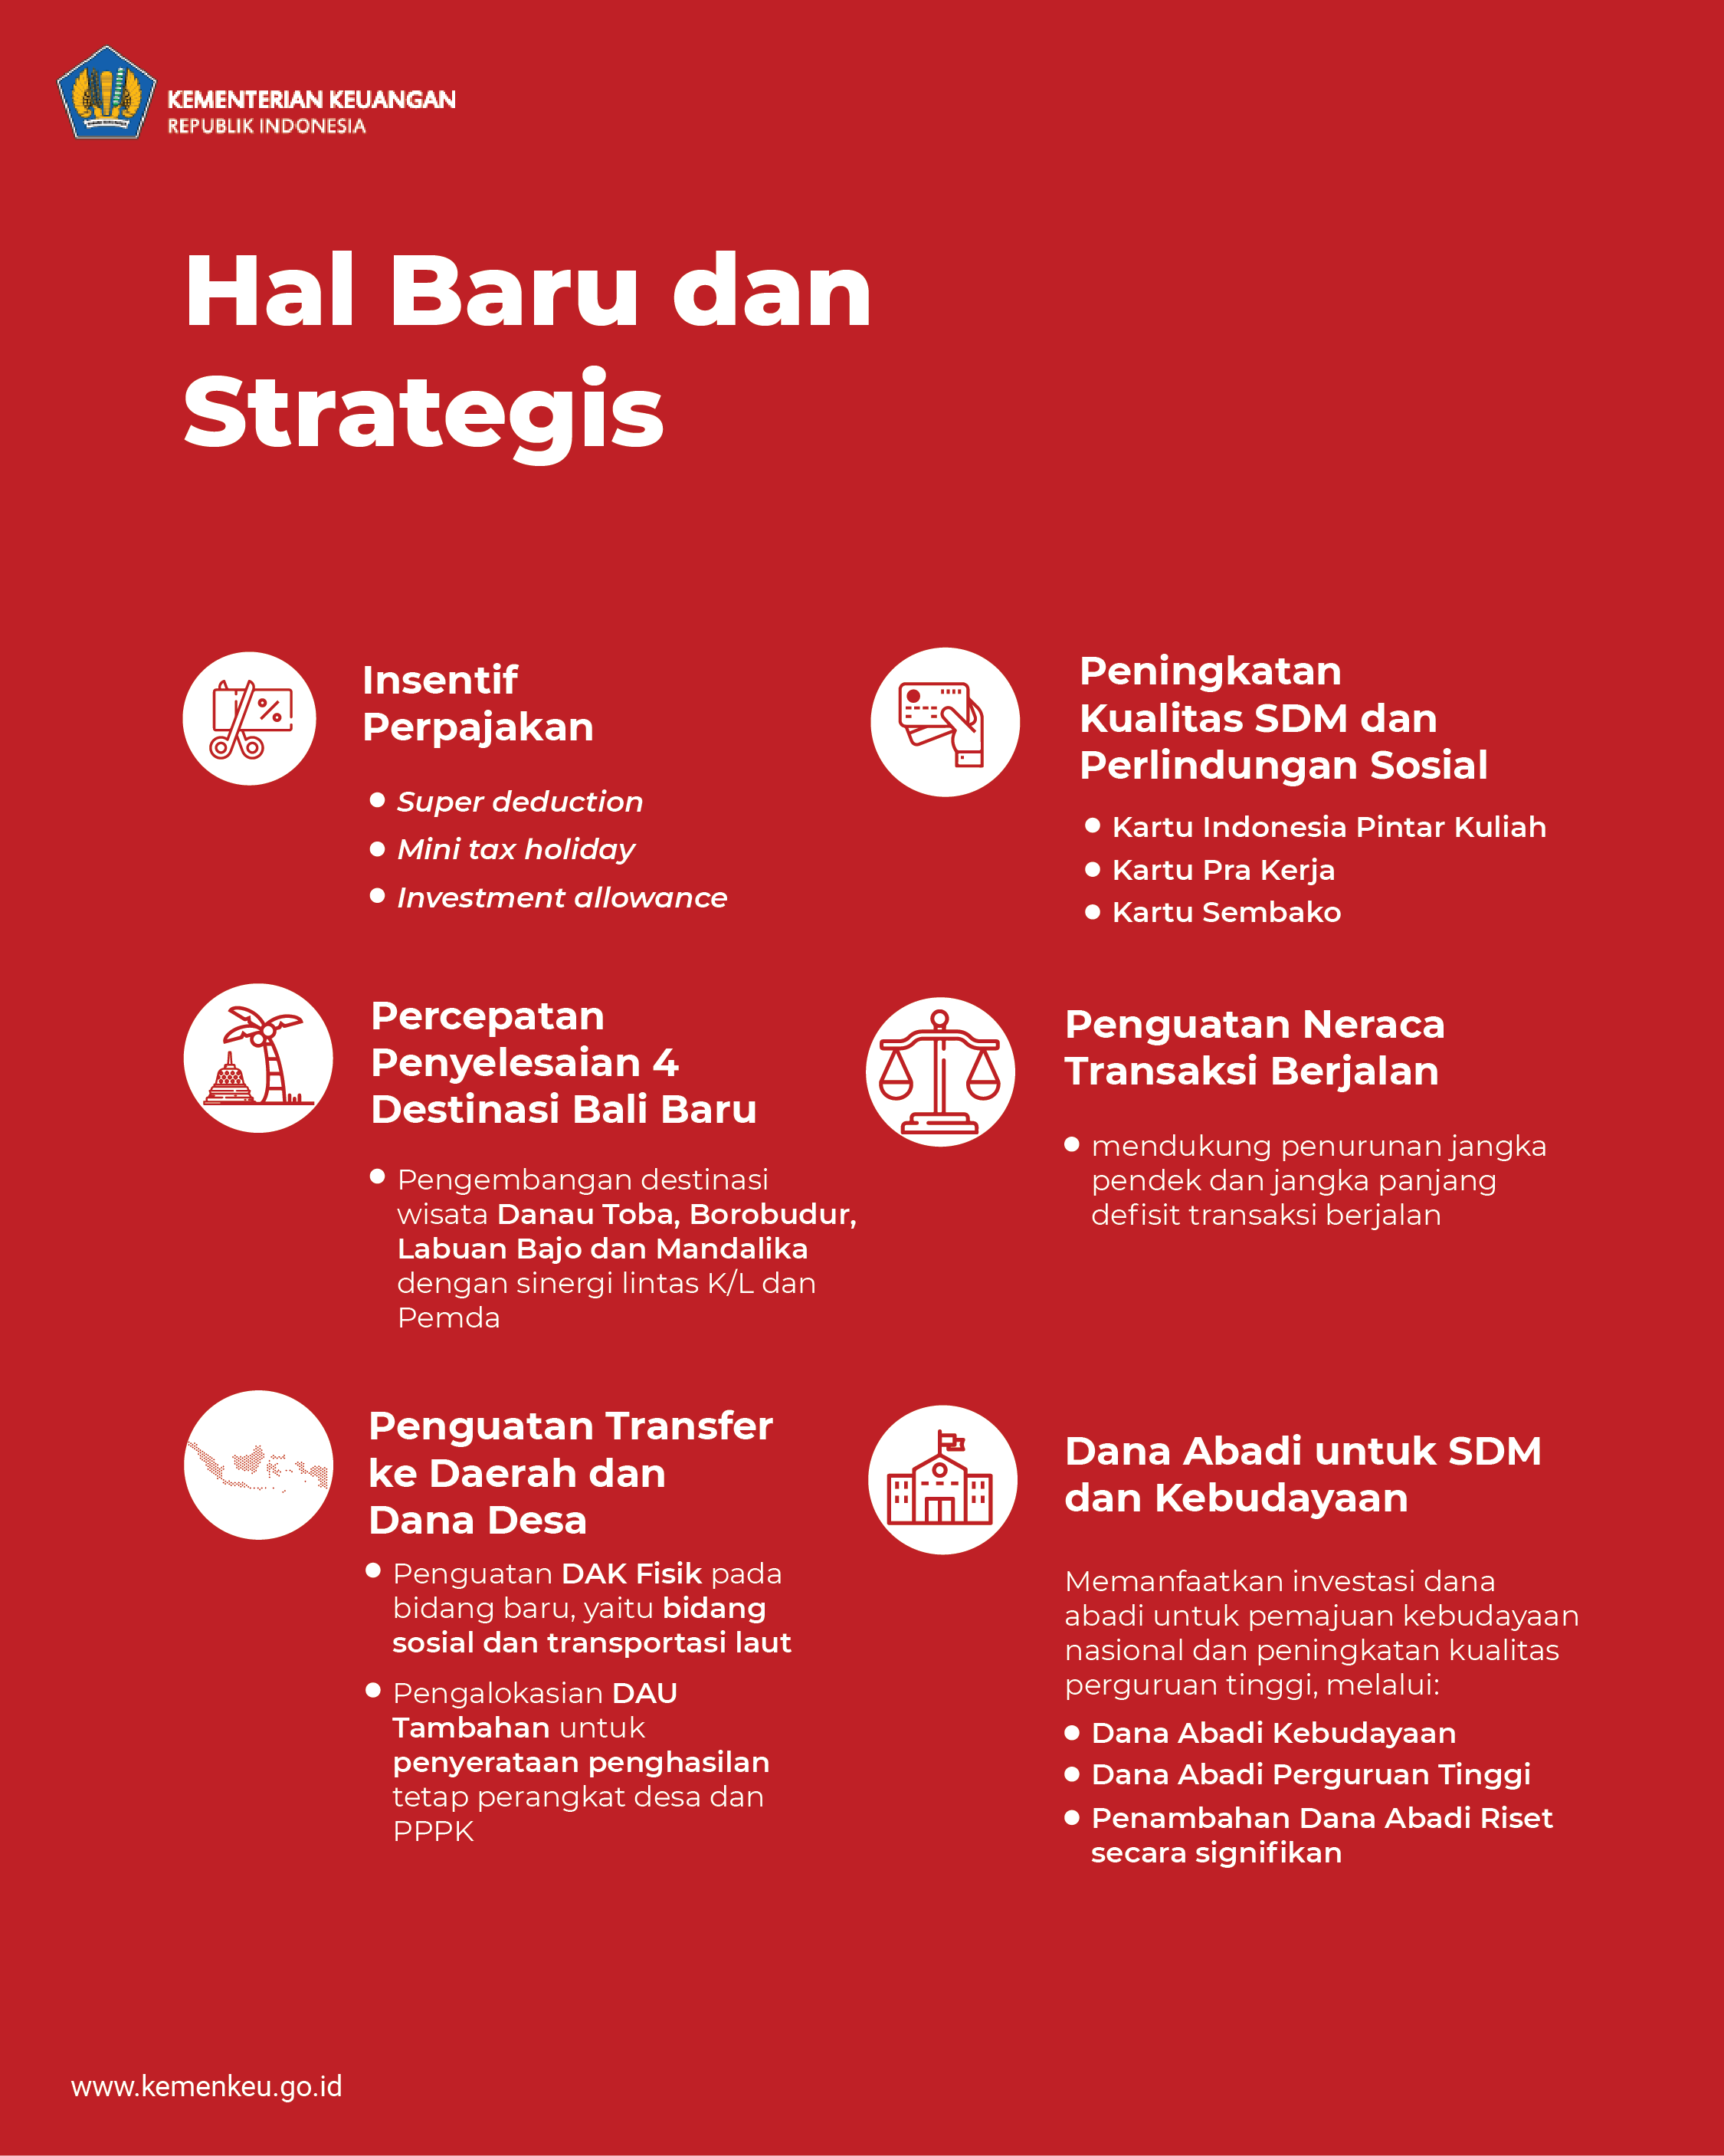 KEMENTERIAN KEUANGAN
REPUBLIK INDONESIA
Hal Baru dan
Strategis
Insentif
Perpajakan
Super deduction
Mini tax holiday
Investment allowance
Peningkatan
Kualitas SDM dan
Perlindungan Sosial
Kartu Indonesia Pintar Kuliah
Kartu Pra Kerja
Kartu Sembako
Percepatan
Penyelesaian 4
Destinasi Bali Baru
Pengembangan destinasi
wisata Danau Toba, Borobudur,
Labuan Bajo dan Mandalika
dengan sinergi lintas K/L dan
Pemda
Penguatan Neraca
Transaksi Berjalan
mendukung penurunan jangka
pendek dan jangka panjang
defisit transaksi berjalan
Penguatan Transfer
ke Daerah dan
Dana Desa
Penguatan DAK Fisik pada
bidang baru, yaitu bidang
sosial dan transportasi laut
Pengalokasian DAU
Tambahan untuk
penyerataan penghasilan
tetap perangkat desa dan
PPPK
Dana Abadi untuk SDM
dan Kebudayaan
Memanfaatkan investasi dana
abadi untuk pemajuan kebudayaan
nasional dan peningkatan kualitas
perguruan tinggi, melalui:
Dana Abadi Kebudayaan
Dana Abadi Perguruan Tinggi
Penambahan Dana Abadi Riset
secara signifikan
www.kemenkeu.go.id